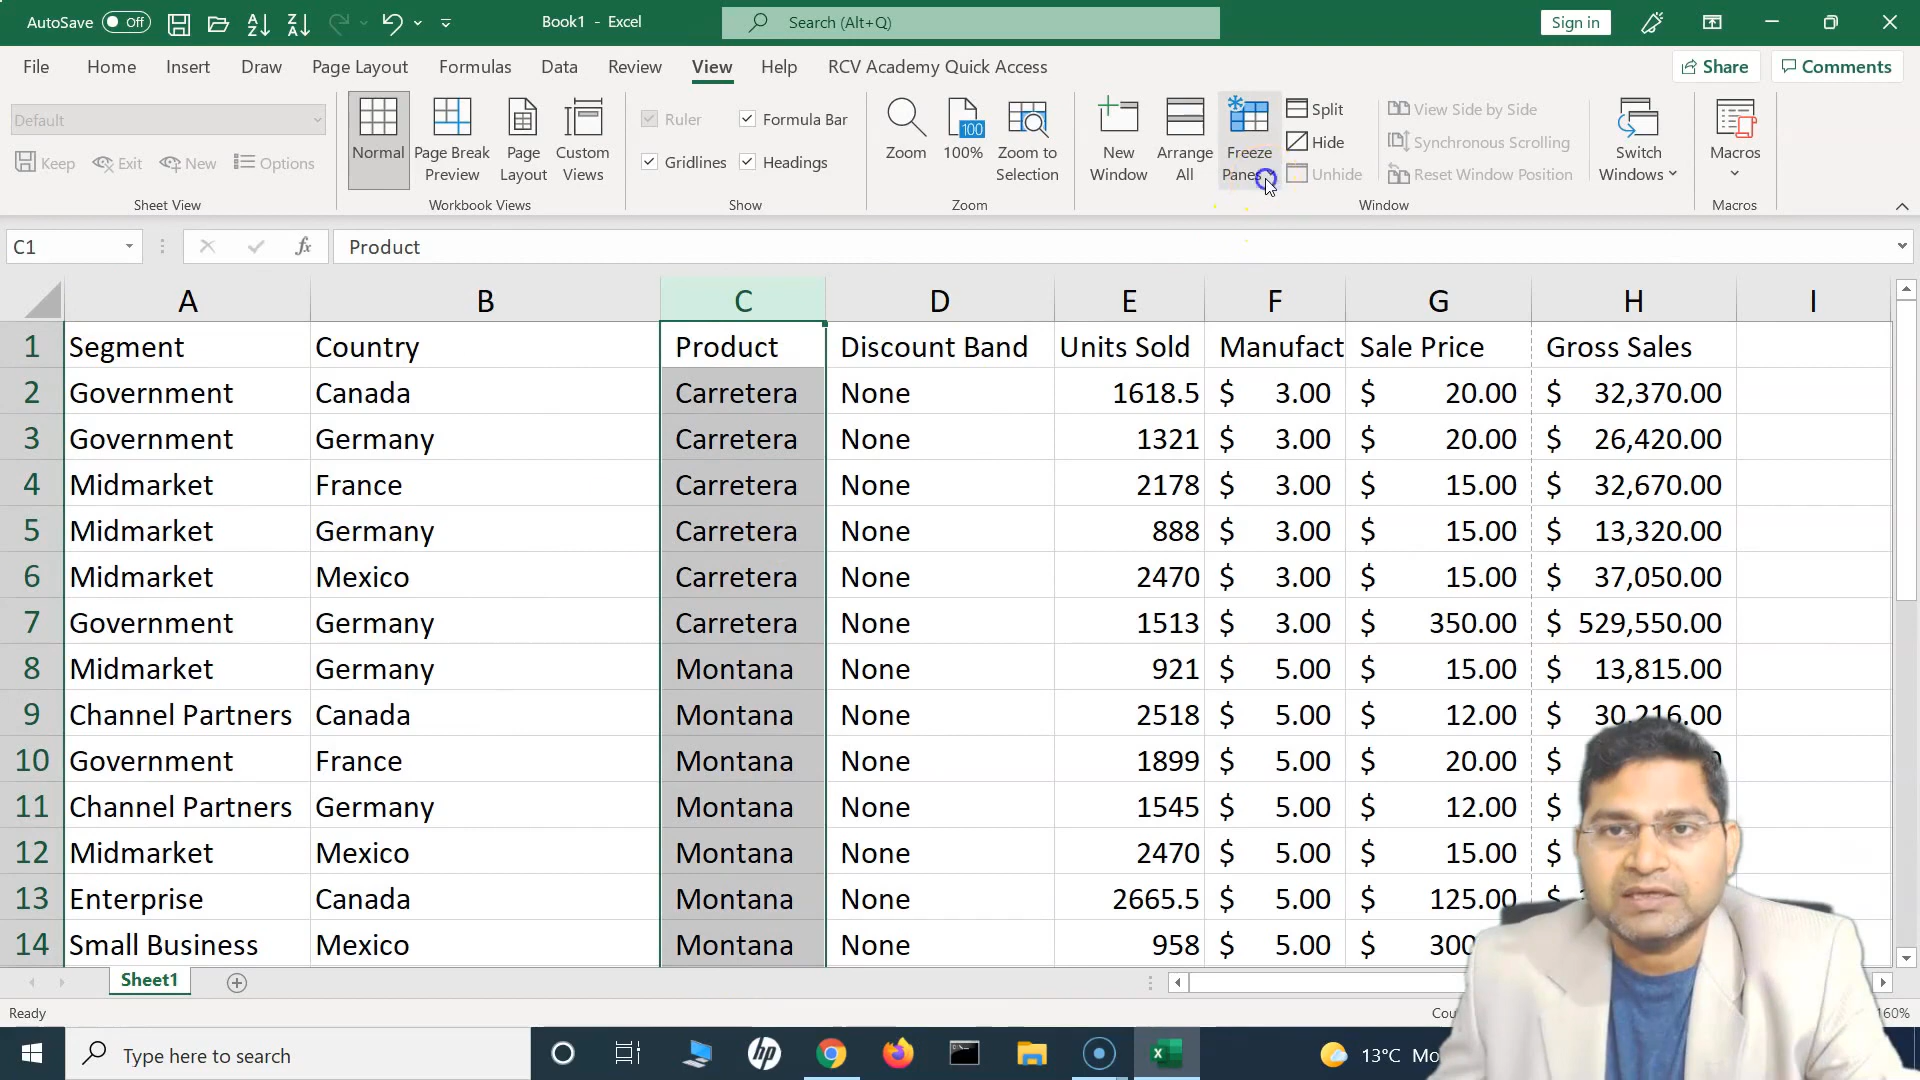 AutoSave Off Book1 - Excel Search (Alt+Q) Sign in
File Home Insert Draw Page Layout Formulas Data Review View Help RCV Academy Quick Access Share Comments
Default
Keep Exit New Options
Sheet View
Normal Page Break Preview Page Layout Custom Views
Workbook Views
Ruler Formula Bar
Gridlines Headings
Show
Zoom 100% Zoom to Selection
100
Zoom
New Window Arrange All Freeze Panes
Split
Hide
Unhide
View Side by Side
Synchronous Scrolling
Reset Window Position
Switch Windows
Window
Macros
Macros
C1 fx Product
A B C D E F G H I
1 Segment Country Product Discount Band Units Sold Manufact Sale Price Gross Sales
2 Government Canada Carretera None 1618.5 $ 3.00 $ 20.00 $ 32,370.00
3 Government Germany Carretera None 1321 $ 3.00 $ 20.00 $ 26,420.00
4 Midmarket France Carretera None 2178 $ 3.00 $ 15.00 $ 32,670.00
5 Midmarket Germany Carretera None 888 $ 3.00 $ 15.00 $ 13,320.00
6 Midmarket Mexico Carretera None 2470 $ 3.00 $ 15.00 $ 37,050.00
7 Government Germany Carretera None 1513 $ 3.00 $ 350.00 $ 529,550.00
8 Midmarket Germany Montana None 921 $ 5.00 $ 15.00 $ 13,815.00
9 Channel Partners Canada Montana None 2518 $ 5.00 $ 12.00 $ 30,216.00
10 Government France Montana None 1899 $ 5.00 $ 20.00 $
11 Channel Partners Germany Montana None 1545 $ 5.00 $ 12.00 $
12 Midmarket Mexico Montana None 2470 $ 5.00 $ 15.00 $
13 Enterprise Canada Montana None 2665.5 $ 5.00 $ 125.00
14 Small Business Mexico Montana None 958 $ 5.00 $ 300
Sheet1
Ready Cou 160%
Type here to search hp 13°C Mo